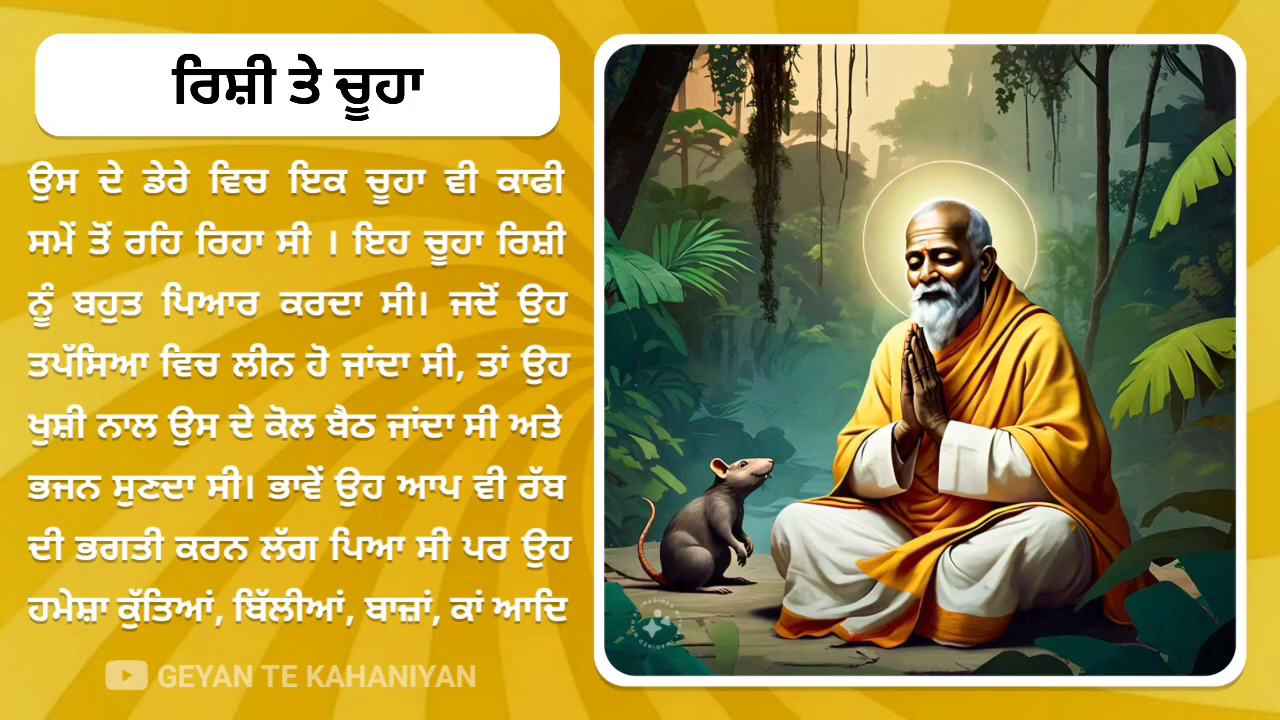 ਰਿਸ਼ੀ ਤੇ ਚੂਹਾ
ਉਸ ਦੇ ਡੇਰੇ ਵਿਚ ਇਕ ਚੂਹਾ ਵੀ ਕਾਫੀ
ਸਮੇਂ ਤੋਂ ਰਹਿ ਰਿਹਾ ਸੀ । ਇਹ ਚੂਹਾ ਰਿਸ਼ੀ
ਨੂੰ ਬਹੁਤ ਪਿਆਰ ਕਰਦਾ ਸੀ। ਜਦੋਂ ਉਹ
ਤਪੱਸਿਆ ਵਿਚ ਲੀਨ ਹੋ ਜਾਂਦਾ ਸੀ, ਤਾਂ ਉਹ
ਖੁਸ਼ੀ ਨਾਲ ਉਸ ਦੇ ਕੋਲ ਬੈਠ ਜਾਂਦਾ ਸੀ ਅਤੇ
ਭਜਨ ਸੁਣਦਾ ਸੀ। ਭਾਵੇਂ ਉਹ ਆਪ ਵੀ ਰੱਬ
ਦੀ ਭਗਤੀ ਕਰਨ ਲੱਗ ਪਿਆ ਸੀ ਪਰ ਉਹ
ਹਮੇਸ਼ਾ ਕੁੱਤਿਆਂ, ਬਿੱਲੀਆਂ, ਬਾਜ਼ਾਂ, ਕਾਂ ਆਦਿ
GEYAN TE KAHANIYAN